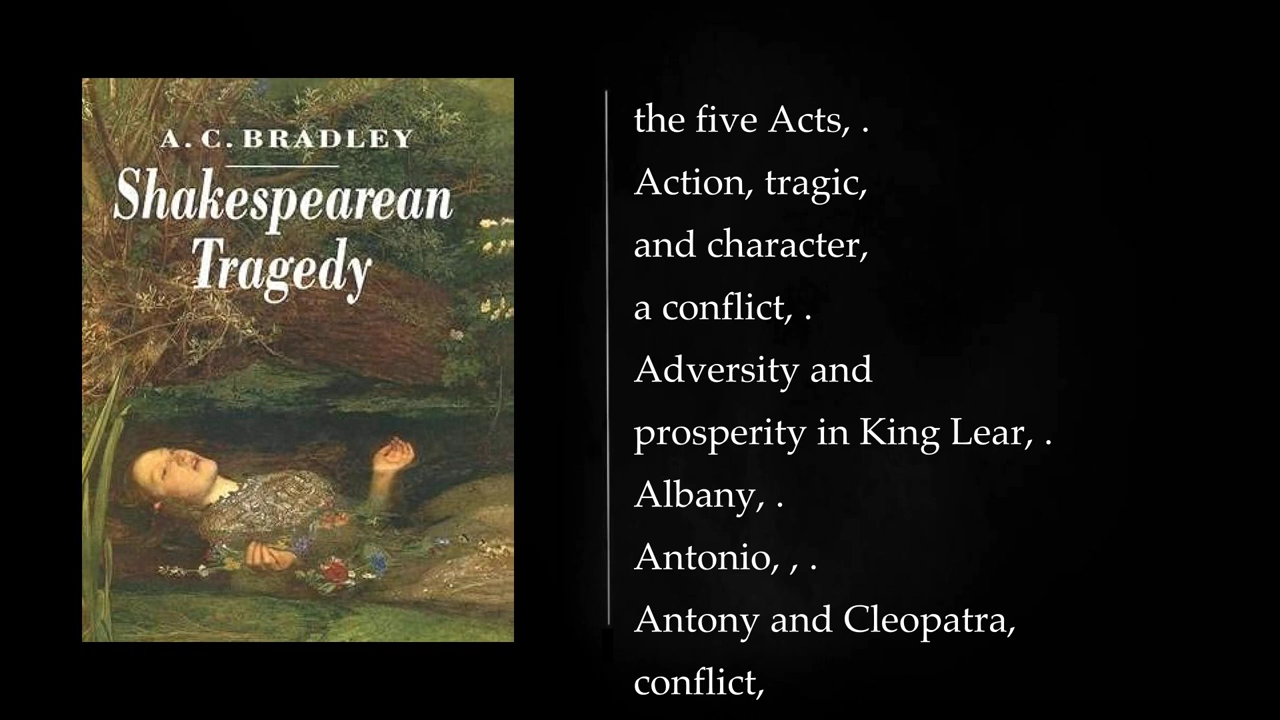 A. C. BRADLEY
Shakespearean
Tragedy
the five Acts, .
Action, tragic,
and character,
a conflict, .
Adversity and
prosperity in King Lear, .
Albany, .
Antonio, , .
Antony and Cleopatra,
conflict,